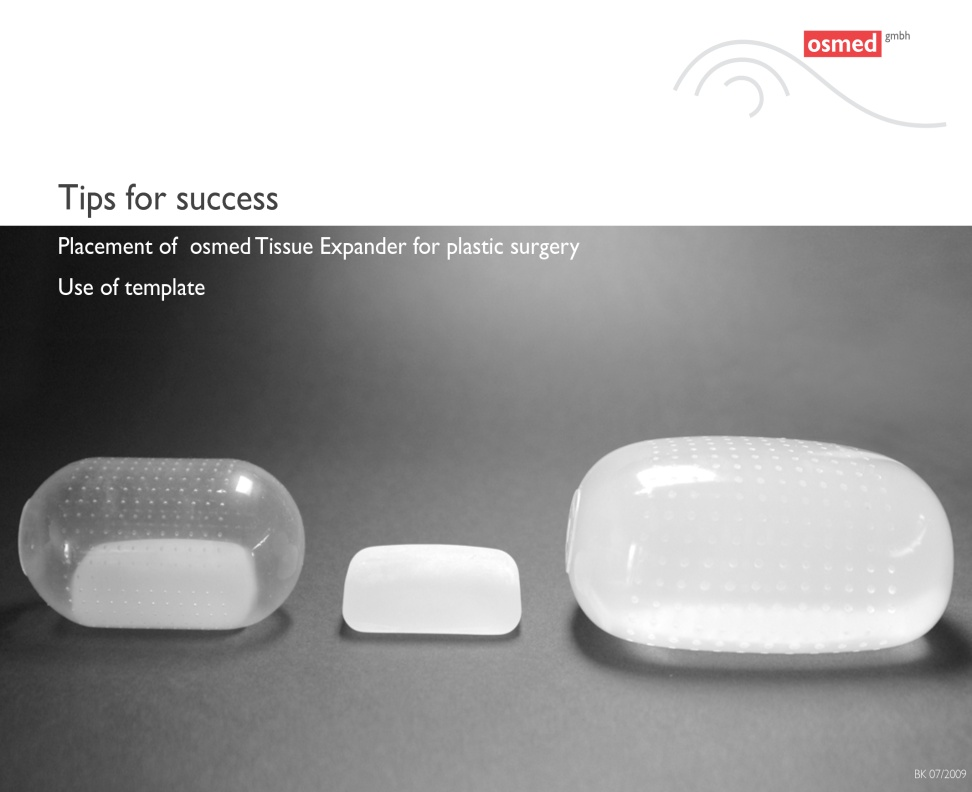 osmed gmbh
Tips for success
Placement of osmed Tissue Expander for plastic surgery
Use of template
BK 07/2009